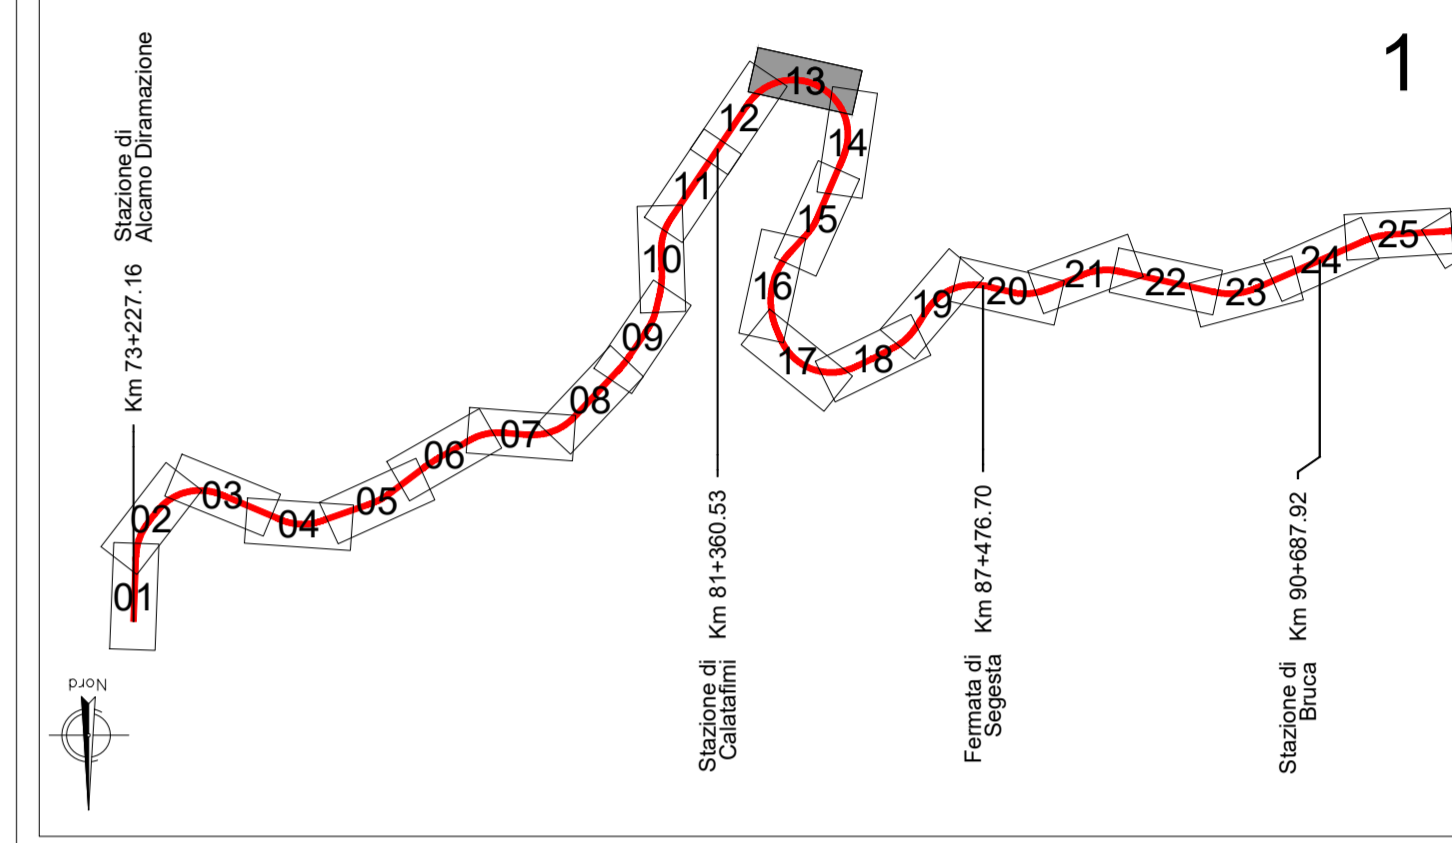 1
Stazione di
Alcamo Diramazione
Km 73+227.16
01
02
03
04
05
06
07
08
09
10
11
12
13
14
15
16
17
18
19
20
21
22
23
24
25
Km 81+360.53
Stazione di
Calatafimi
Km 87+476.70
Fermata di
Segesta
Km 90+687.92
Stazione di
Bruca
Nord